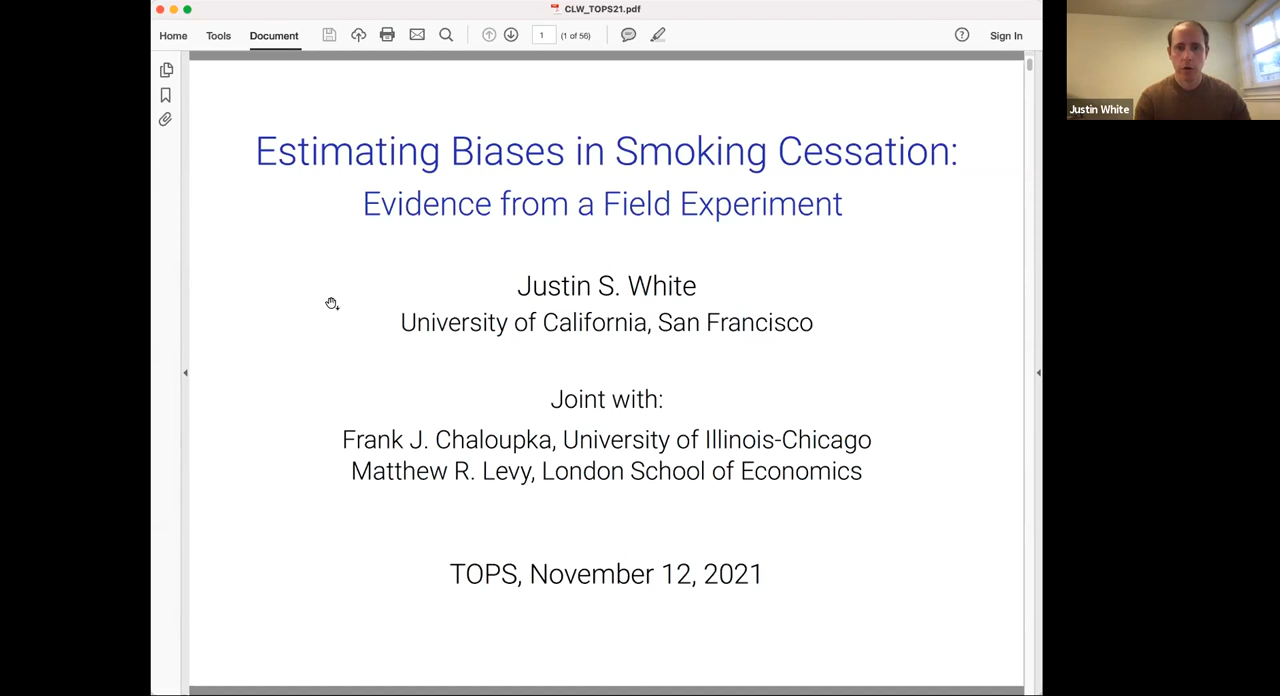 CLW_TOPS21.pdf
Home Tools Document 1 (1 of 56) Sign In
Justin White
Estimating Biases in Smoking Cessation:
Evidence from a Field Experiment
Justin S. White
University of California, San Francisco
Joint with:
Frank J. Chaloupka, University of Illinois-Chicago
Matthew R. Levy, London School of Economics
TOPS, November 12, 2021